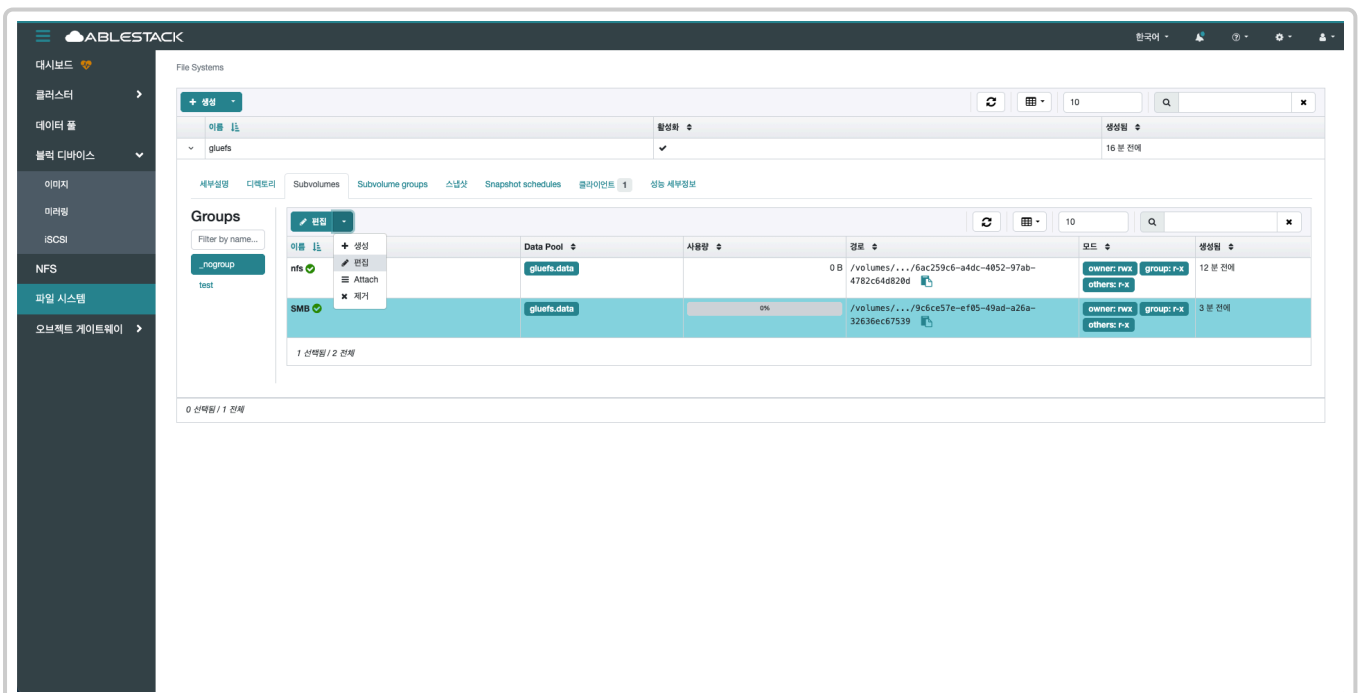 ABLESTACK
한국어
대시보드
클러스터
데이터 풀
블럭 디바이스
이미지
미러링
iSCSI
NFS
파일 시스템
오브젝트 게이트웨이
File Systems
생성
10
이름 활성화 생성됨
gluefs 16 분 전에
세부설명 디렉토리 Subvolumes Subvolume groups 스냅샷 Snapshot schedules 클라이언트 1 성능 세부정보
Groups
Filter by name...
_nogroup
test
편집
10
이름 Data Pool 사용량 경로 모드 생성됨
생성
편집
Attach
제거
nfs gluefs.data 0 B /volumes/.../6ac259c6-a4dc-4052-97ab-
4782c64d820d owner: rwx group: r-x
others: r-x 12 분 전에
SMB gluefs.data 0% /volumes/.../9c6ce57e-ef05-49ad-a26a-
32636ec67539 owner: rwx group: r-x
others: r-x 3 분 전에
1 선택됨 / 2 전체
0 선택됨 / 1 전체